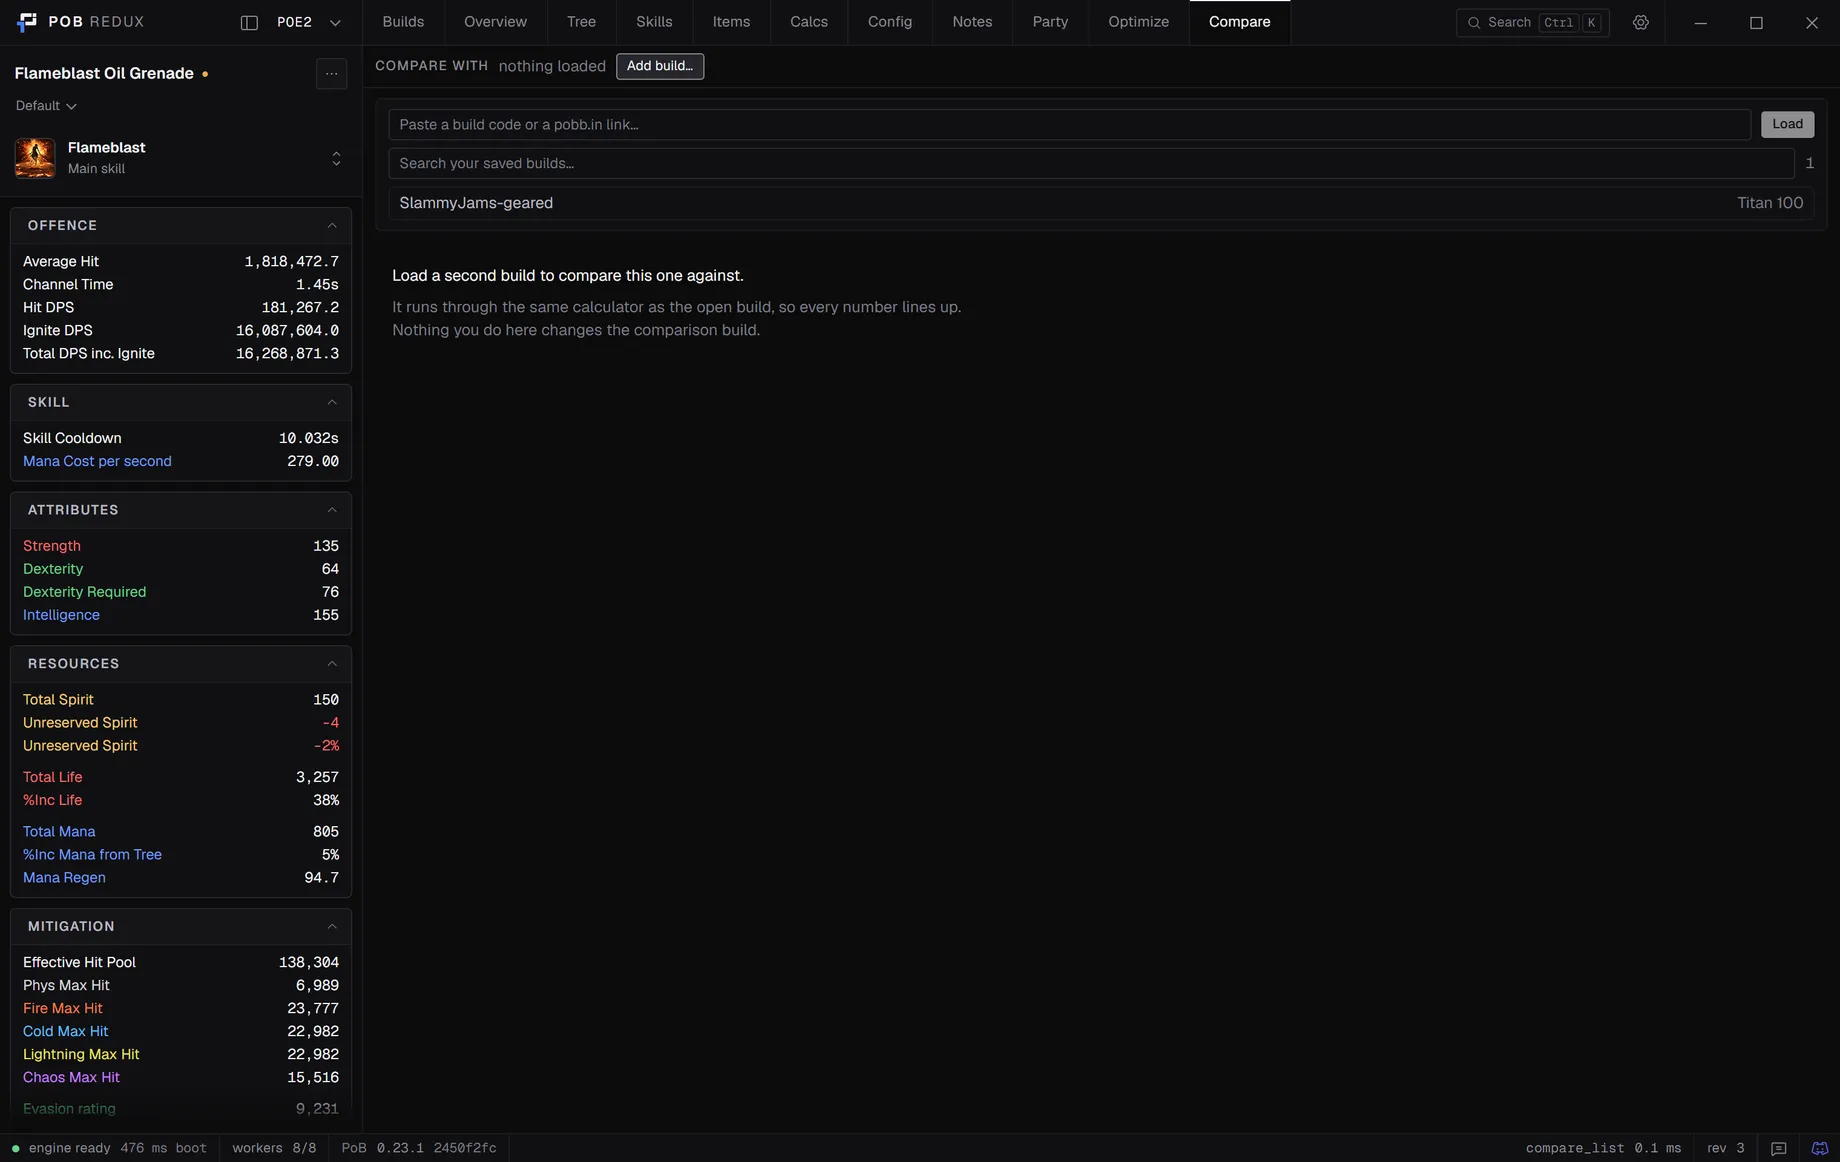 POB REDUX
POE2
Builds
Overview
Tree
Skills
Items
Calcs
Config
Notes
Party
Optimize
Compare
Search Ctrl K
Flameblast Oil Grenade
...
Default
Flameblast
Main skill
OFFENCE
Average Hit 1,818,472.7
Channel Time 1.45s
Hit DPS 181,267.2
Ignite DPS 16,087,604.0
Total DPS inc. Ignite 16,268,871.3
SKILL
Skill Cooldown 10.032s
Mana Cost per second 279.00
ATTRIBUTES
Strength 135
Dexterity 64
Dexterity Required 76
Intelligence 155
RESOURCES
Total Spirit 150
Unreserved Spirit -4
Unreserved Spirit -2%
Total Life 3,257
%Inc Life 38%
Total Mana 805
%Inc Mana from Tree 5%
Mana Regen 94.7
MITIGATION
Effective Hit Pool 138,304
Phys Max Hit 6,989
Fire Max Hit 23,777
Cold Max Hit 22,982
Lightning Max Hit 22,982
Chaos Max Hit 15,516
Evasion rating 9,231
COMPARE WITH nothing loaded Add build...
Paste a build code or a pobb.in link...
Load
Search your saved builds...
1
SlammyJams-geared Titan 100
Load a second build to compare this one against.
It runs through the same calculator as the open build, so every number lines up.
Nothing you do here changes the comparison build.
engine ready 476 ms boot
workers 8/8
PoB 0.23.1 2450f2fc
compare_list 0.1 ms
rev 3